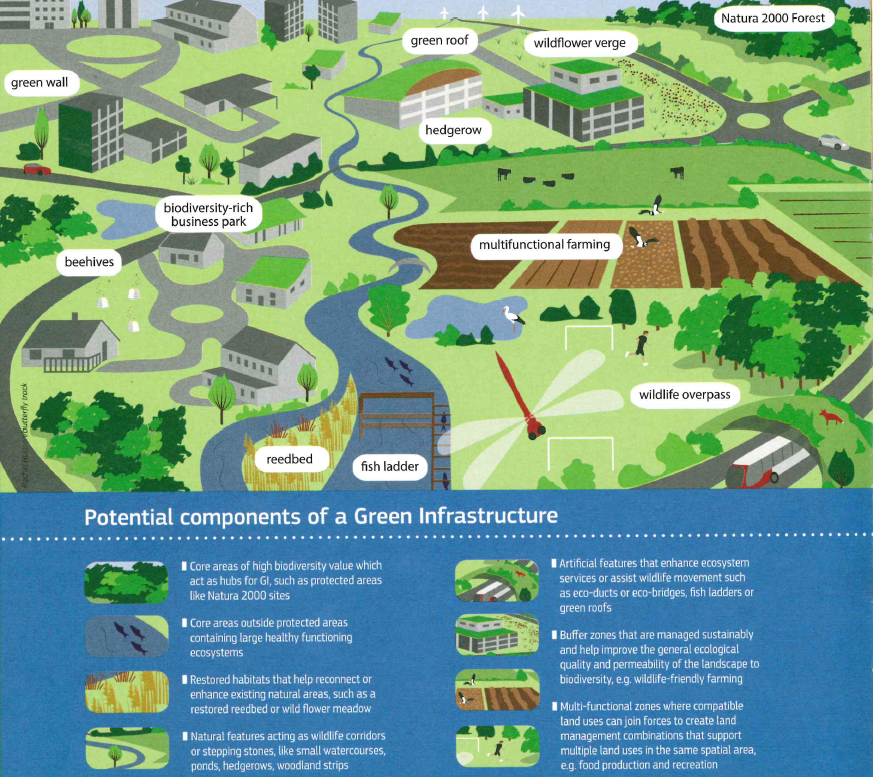 Natura 2000 Forest
green roof
wildflower verge
green wall
hedgerow
biodiversity-rich
business park
multifunctional farming
beehives
wildlife overpass
reedbed
fish ladder
Potential components of a Green Infrastructure
Core areas of high biodiversity value which
act as hubs for GI, such as protected areas
like Natura 2000 sites
Core areas outside protected areas
containing large healthy functioning
ecosystems
Restored habitats that help reconnect or
enhance existing natural areas, such as a
restored reedbed or wild flower meadow
Natural features acting as wildlife corridors
or stepping stones, like small watercourses,
ponds, hedgerows, woodland strips
Artificial features that enhance ecosystem
services or assist wildlife movement such
as eco-ducts or eco-bridges, fish ladders or
green roofs
Buffer zones that are managed sustainably
and help improve the general ecological
quality and permeability of the landscape to
biodiversity, e.g. wildlife-friendly farming
Multi-functional zones where compatible
land uses can join forces to create land
management combinations that support
multiple land uses in the same spatial area,
e.g. food production and recreation